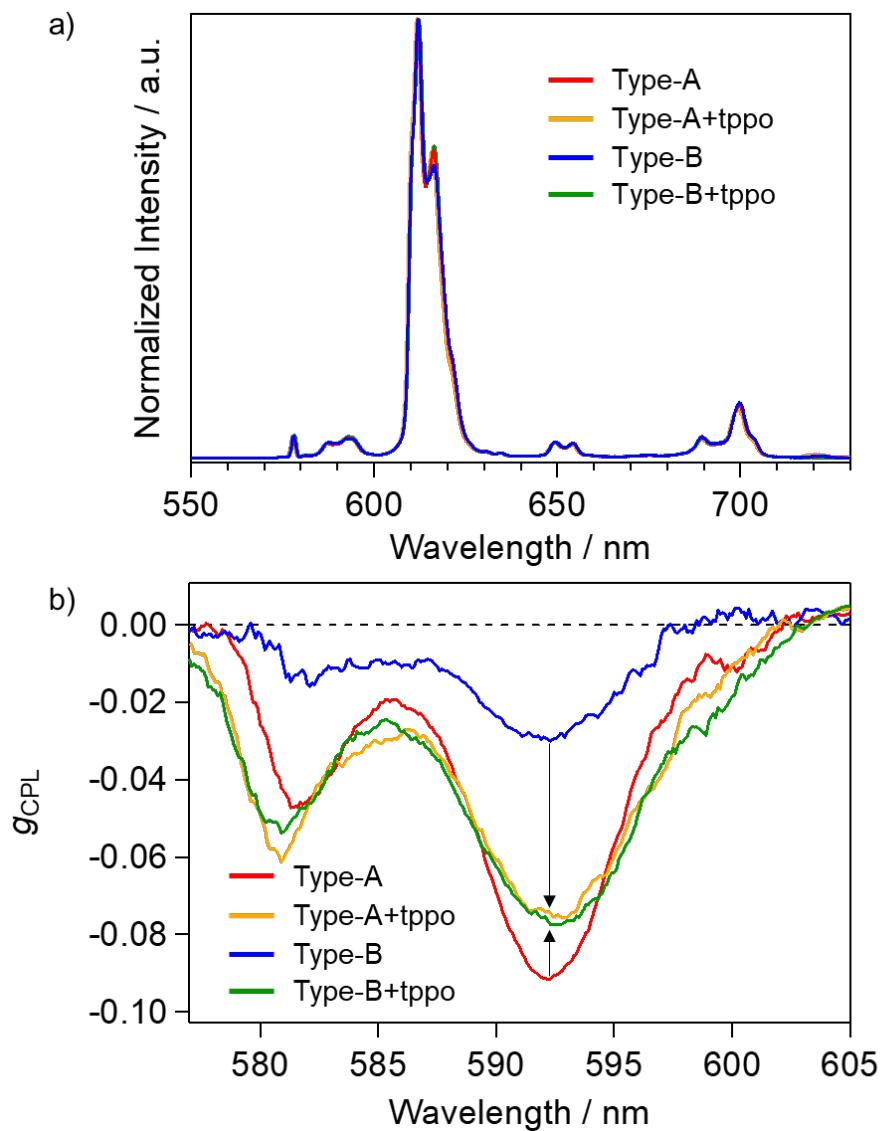 a)
Normalized Intensity / a.u.
Type-A
Type-A+tppo
Type-B
Type-B+tppo
550
600
650
700
Wavelength / nm
b)
0.00
-0.02
-0.04
-0.06
-0.08
-0.10
gCPL
Type-A
Type-A+tppo
Type-B
Type-B+tppo
580
585
590
595
600
605
Wavelength / nm